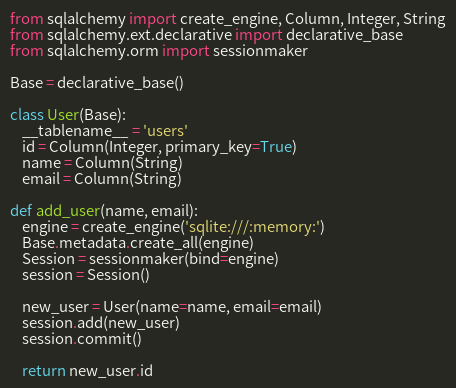 from sqlalchemy import create_engine, Column, Integer, String
from sqlalchemy.ext.declarative import declarative_base
from sqlalchemy.orm import sessionmaker

Base = declarative_base()

class User(Base):
    __tablename__ = 'users'
    id = Column(Integer, primary_key=True)
    name = Column(String)
    email = Column(String)

def add_user(name, email):
    engine = create_engine('sqlite:///:memory:')
    Base.metadata.create_all(engine)
    Session = sessionmaker(bind=engine)
    session = Session()

    new_user = User(name=name, email=email)
    session.add(new_user)
    session.commit()

    return new_user.id